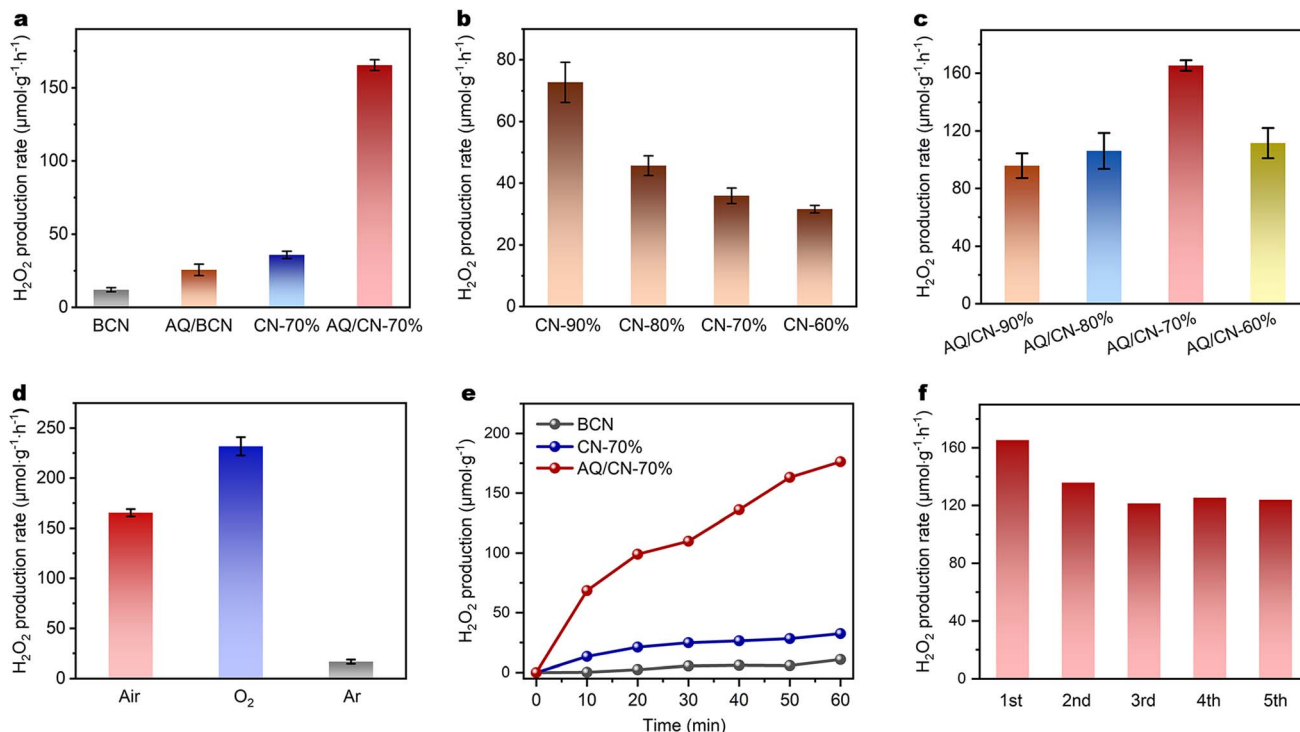 a
H₂O₂ production rate (μmol·g⁻¹·h⁻¹)
150
100
50
0
BCN AQ/BCN CN-70% AQ/CN-70%
b
H₂O₂ production rate (μmol·g⁻¹·h⁻¹)
80
60
40
20
0
CN-90% CN-80% CN-70% CN-60%
c
H₂O₂ production rate (μmol·g⁻¹·h⁻¹)
160
120
80
40
0
AQ/CN-90% AQ/CN-80% AQ/CN-70% AQ/CN-60%
d
H₂O₂ production rate (μmol·g⁻¹·h⁻¹)
250
200
150
100
50
0
Air O₂ Ar
e
H₂O₂ production (μmol·g⁻¹)
BCN
CN-70%
AQ/CN-70%
200
150
100
50
0
0 10 20 30 40 50 60
Time (min)
f
H₂O₂ production rate (μmol·g⁻¹·h⁻¹)
160
120
80
40
0
1st 2nd 3rd 4th 5th